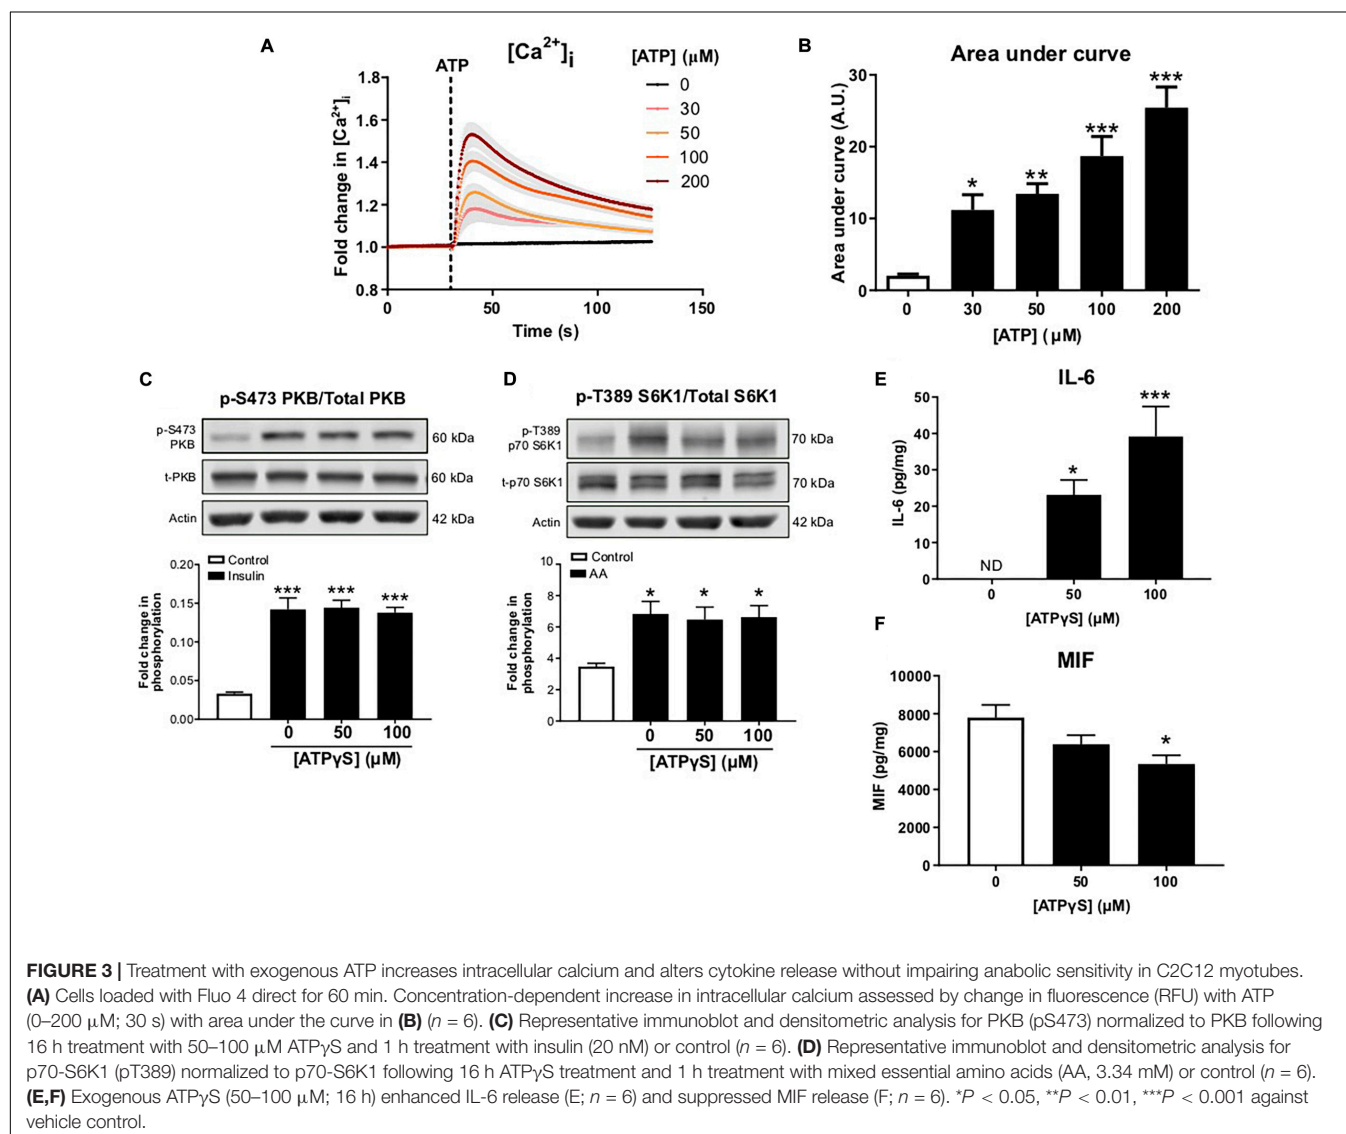 A
[Ca2+]i
ATP
[ATP] (μM)
0
30
50
100
200
Fold change in [Ca2+]i
1.8
1.6
1.4
1.2
1.0
0.8
0 50 100 150
Time (s)
B
Area under curve
Area under curve (A.U.)
30
20
10
0
* ** *** ***
0 30 50 100 200
[ATP] (μM)
C
p-S473 PKB/Total PKB
p-S473
PKB
60 kDa
t-PKB
60 kDa
Actin
42 kDa
Control
Insulin
Fold change in
phosphorylation
0.20
0.15
0.10
0.05
0.00
*** *** ***
0 50 100
[ATPγS] (μM)
D
p-T389 S6K1/Total S6K1
p-T389
p70 S6K1
70 kDa
t-p70 S6K1
70 kDa
Actin
42 kDa
Control
AA
Fold change in
phosphorylation
10
8
6
4
2
0
* * *
0 50 100
[ATPγS] (μM)
E
IL-6
IL-6 (pg/mg)
50
40
30
20
10
0
ND * ***
0 50 100
[ATPγS] (μM)
F
MIF
MIF (pg/mg)
10000
8000
6000
4000
2000
0
*
0 50 100
[ATPγS] (μM)
FIGURE 3 | Treatment with exogenous ATP increases intracellular calcium and alters cytokine release without impairing anabolic sensitivity in C2C12 myotubes.
(A) Cells loaded with Fluo 4 direct for 60 min. Concentration-dependent increase in intracellular calcium assessed by change in fluorescence (RFU) with ATP
(0–200 μM; 30 s) with area under the curve in (B) (n = 6). (C) Representative immunoblot and densitometric analysis for PKB (pS473) normalized to PKB following
16 h treatment with 50–100 μM ATPγS and 1 h treatment with insulin (20 nM) or control (n = 6). (D) Representative immunoblot and densitometric analysis for
p70-S6K1 (pT389) normalized to p70-S6K1 following 16 h ATPγS treatment and 1 h treatment with mixed essential amino acids (AA, 3.34 mM) or control (n = 6).
(E,F) Exogenous ATPγS (50–100 μM; 16 h) enhanced IL-6 release (E; n = 6) and suppressed MIF release (F; n = 6). *P < 0.05, **P < 0.01, ***P < 0.001 against
vehicle control.